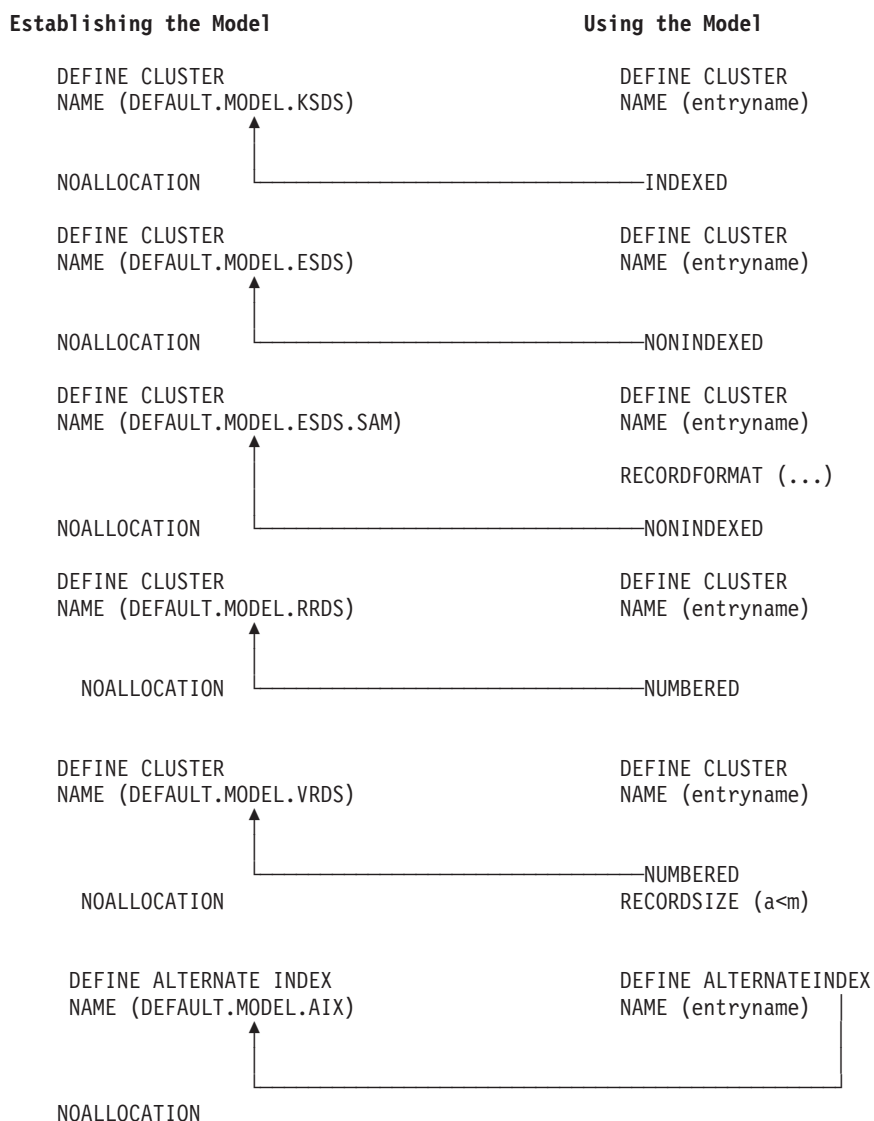 Establishing the Model Using the Model
DEFINE CLUSTER DEFINE CLUSTER
NAME (DEFAULT.MODEL.KSDS) NAME (entryname)
NOALLOCATION INDEXED
DEFINE CLUSTER DEFINE CLUSTER
NAME (DEFAULT.MODEL.ESDS) NAME (entryname)
NOALLOCATION NONINDEXED
DEFINE CLUSTER DEFINE CLUSTER
NAME (DEFAULT.MODEL.ESDS.SAM) NAME (entryname)
RECORDFORMAT (...)
NOALLOCATION NONINDEXED
DEFINE CLUSTER DEFINE CLUSTER
NAME (DEFAULT.MODEL.RRDS) NAME (entryname)
NOALLOCATION NUMBERED
DEFINE CLUSTER DEFINE CLUSTER
NAME (DEFAULT.MODEL.VRDS) NAME (entryname)
NUMBERED
NOALLOCATION RECORDSIZE (a<m)
DEFINE ALTERNATE INDEX DEFINE ALTERNATEINDEX
NAME (DEFAULT.MODEL.AIX) NAME (entryname)
NOALLOCATION